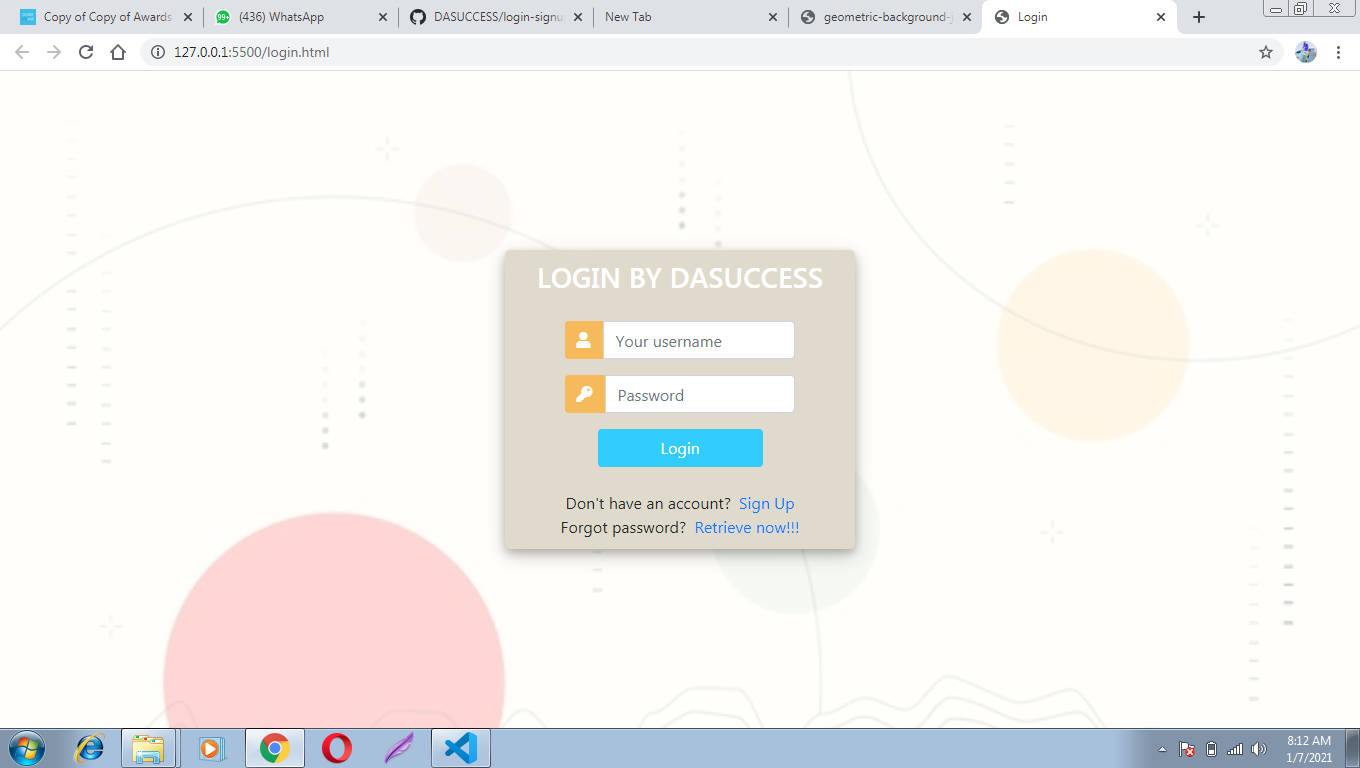 Copy of Copy of Awards
99+
(436) WhatsApp
DASUCCESS/login-signu
New Tab
geometric-background-j
Login
127.0.0.1:5500/login.html
LOGIN BY DASUCCESS
Your username
Password
Login
Don't have an account? Sign Up
Forgot password? Retrieve now!!!
8:12 AM
1/7/2021